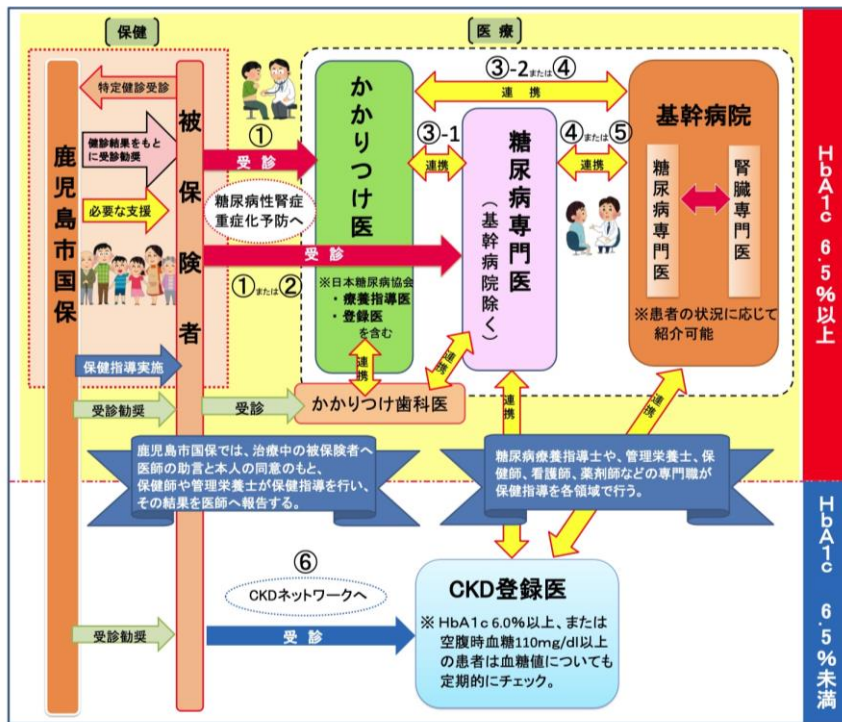 保健
医療
鹿児島市国保
被保険者
特定健診受診
健診結果をもとに受診勧奨
必要な支援
保健指導実施
受診勧奨
①
受診
糖尿病性腎症
重症化予防へ
受診
①または②
かかりつけ医
※日本糖尿病協会
・療養指導医
・登録医
を含む
③-2または④
連携
③-1
連携
糖尿病専門医
(基幹病院除く)
④または⑤
連携
基幹病院
糖尿病専門医
腎臓専門医
※患者の状況に応じて
紹介可能
連携
連携
受診
かかりつけ歯科医
連携
連携
鹿児島市国保では、治療中の被保険者へ
医師の助言と本人の同意のもと、
保健師や管理栄養士が保健指導を行い、
その結果を医師へ報告する。
糖尿病療養指導士や、管理栄養士、保
健師、看護師、薬剤師などの専門職が
保健指導を各領域で行う。
⑥
CKDネットワークへ
受診勧奨
受診
CKD登録医
※ HbA1c 6.0%以上、または
空腹時血糖110mg/dl以上
の患者は血糖値についても
定期的にチェック。
HbA1c 6.5%以上
HbA1c 6.5%未満